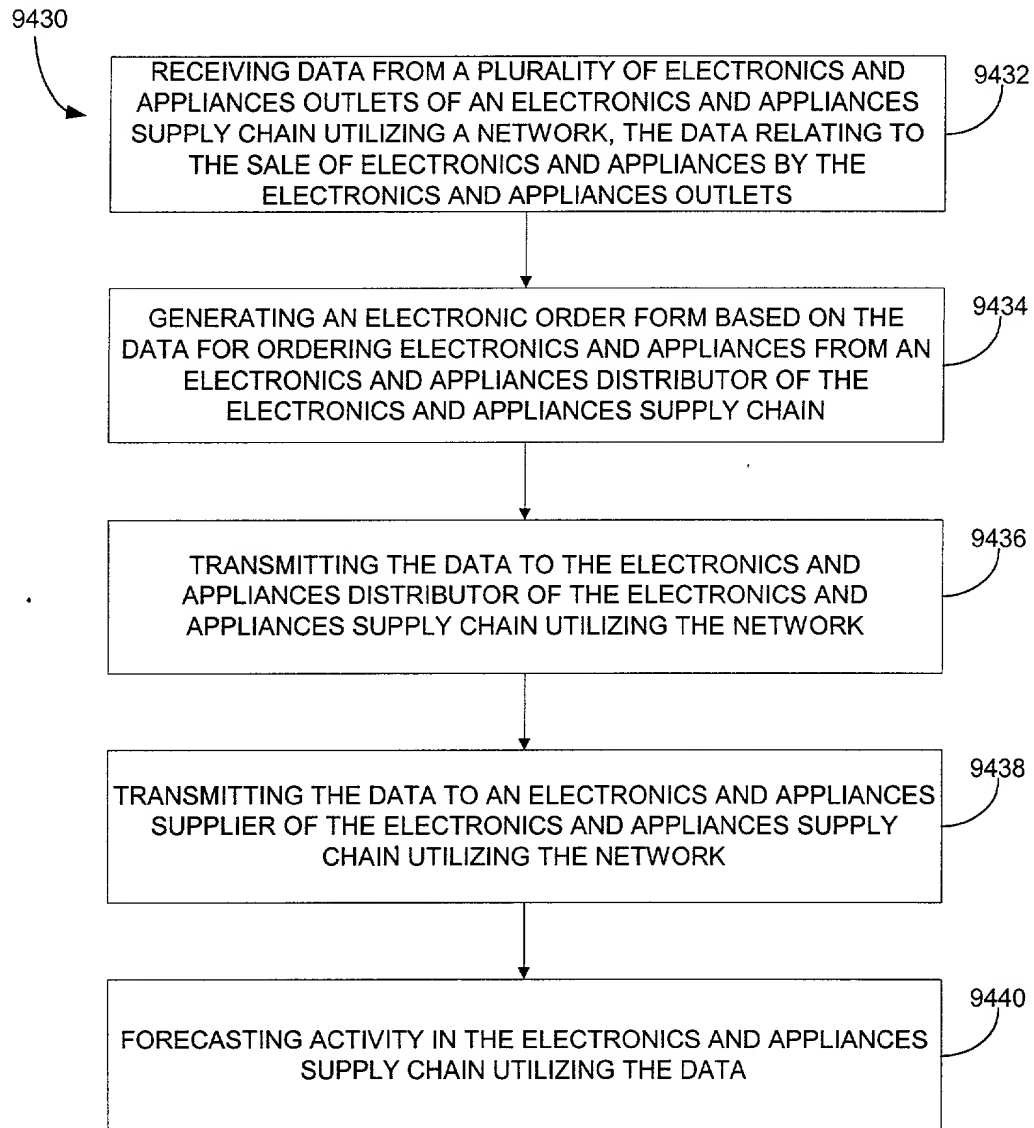 9430
RECEIVING DATA FROM A PLURALITY OF ELECTRONICS AND
APPLIANCES OUTLETS OF AN ELECTRONICS AND APPLIANCES
SUPPLY CHAIN UTILIZING A NETWORK, THE DATA RELATING TO
THE SALE OF ELECTRONICS AND APPLIANCES BY THE
ELECTRONICS AND APPLIANCES OUTLETS
9432
GENERATING AN ELECTRONIC ORDER FORM BASED ON THE
DATA FOR ORDERING ELECTRONICS AND APPLIANCES FROM AN
ELECTRONICS AND APPLIANCES DISTRIBUTOR OF THE
ELECTRONICS AND APPLIANCES SUPPLY CHAIN
9434
TRANSMITTING THE DATA TO THE ELECTRONICS AND
APPLIANCES DISTRIBUTOR OF THE ELECTRONICS AND
APPLIANCES SUPPLY CHAIN UTILIZING THE NETWORK
9436
TRANSMITTING THE DATA TO AN ELECTRONICS AND APPLIANCES
SUPPLIER OF THE ELECTRONICS AND APPLIANCES SUPPLY
CHAIN UTILIZING THE NETWORK
9438
FORECASTING ACTIVITY IN THE ELECTRONICS AND APPLIANCES
SUPPLY CHAIN UTILIZING THE DATA
9440